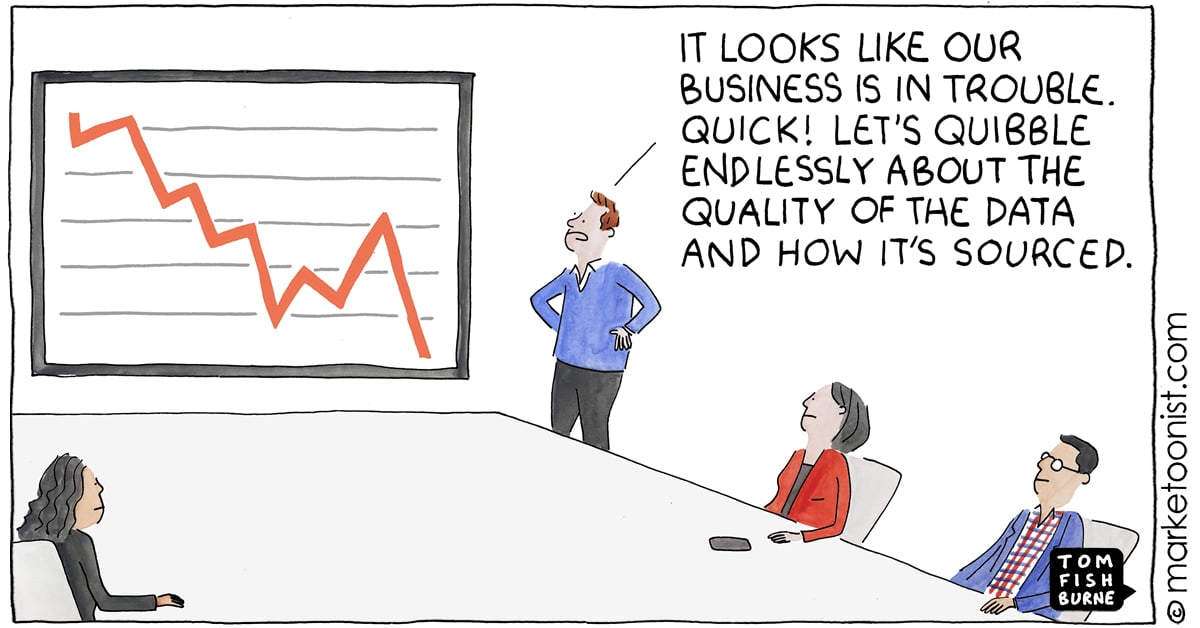 IT LOOKS LIKE OUR
BUSINESS IS IN TROUBLE.
QUICK! LET'S QUIBBLE
ENDLESSLY ABOUT THE
QUALITY OF THE DATA
AND HOW IT'S SOURCED.
TOM
FISH
BURNE
© marketoonist.com